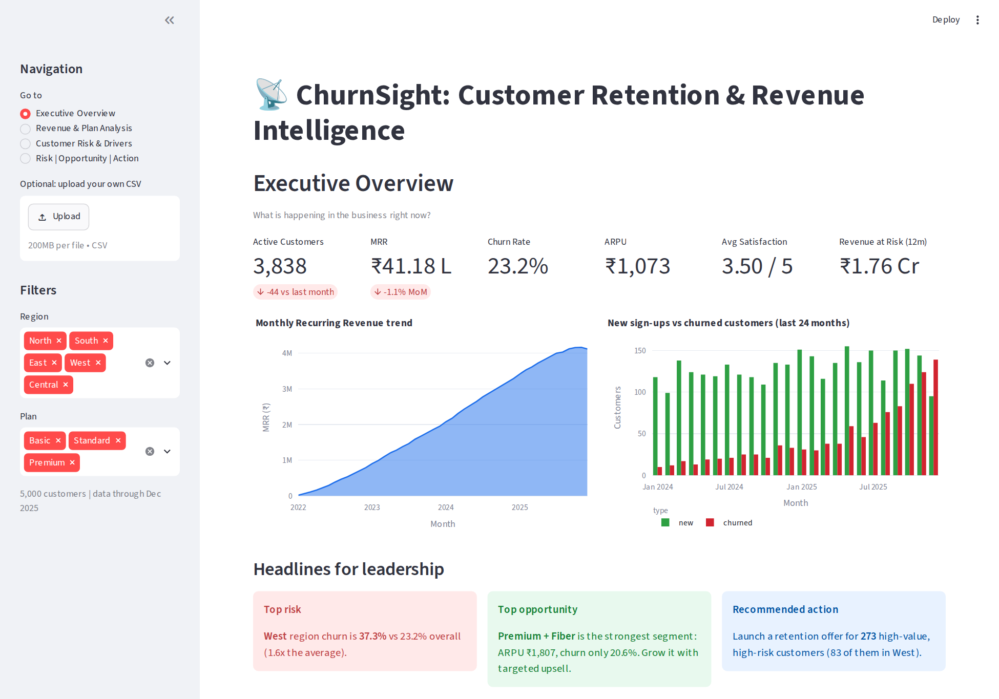 Deploy
Navigation
Go to
Executive Overview
Revenue & Plan Analysis
Customer Risk & Drivers
Risk | Opportunity | Action
Optional: upload your own CSV
Upload
200MB per file • CSV
Filters
Region
North
South
East
West
Central
Plan
Basic
Standard
Premium
5,000 customers | data through Dec
2025
ChurnSight: Customer Retention & Revenue
Intelligence
Executive Overview
What is happening in the business right now?
Active Customers
3,838
↓ -44 vs last month
MRR
₹41.18 L
↓ -1.1% MoM
Churn Rate
23.2%
ARPU
₹1,073
Avg Satisfaction
3.50 / 5
Revenue at Risk (12m)
₹1.76 Cr
Monthly Recurring Revenue trend
MRR (₹)
4M
3M
2M
1M
0
2022 2023 2024 2025
Month
New sign-ups vs churned customers (last 24 months)
Customers
150
100
50
0
Jan 2024 Jul 2024 Jan 2025 Jul 2025
Month
type
new churned
Headlines for leadership
Top risk
West region churn is 37.3% vs 23.2% overall
(1.6x the average).
Top opportunity
Premium + Fiber is the strongest segment:
ARPU ₹1,807, churn only 20.6%. Grow it with
targeted upsell.
Recommended action
Launch a retention offer for 273 high-value,
high-risk customers (83 of them in West).